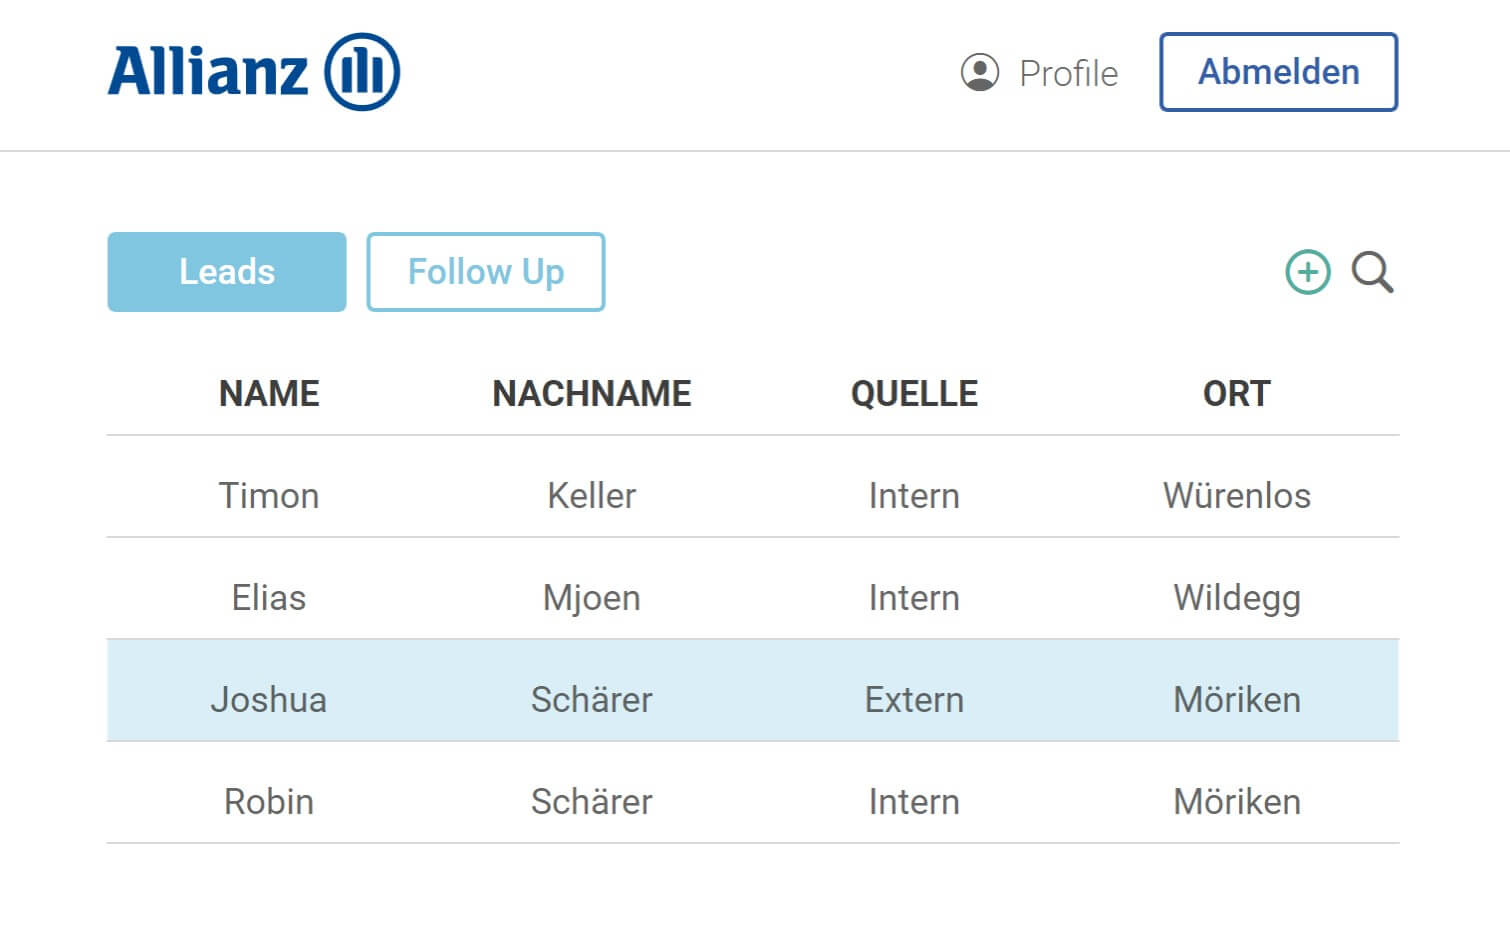 Allianz
Profile Abmelden
Leads Follow Up
NAME NACHNAME QUELLE ORT
Timon Keller Intern Würenlos
Elias Mjoen Intern Wildegg
Joshua Schärer Extern Möriken
Robin Schärer Intern Möriken